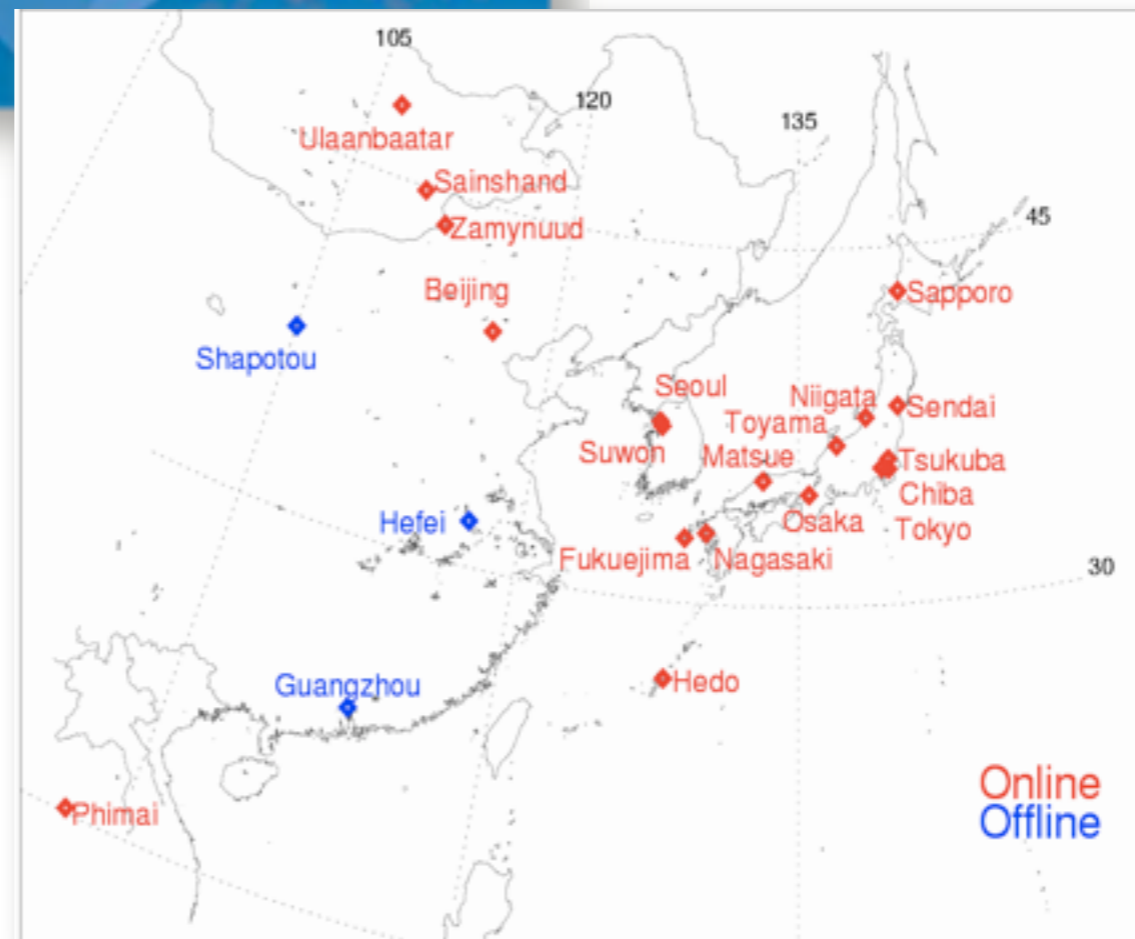 105
120
135
Ulaanbaatar
Sainshand
45
Zamynuud
Beijing
Sapporo
Shapotou
Seoul
Niigata
Sendai
Toyama
Suwon
Matsue
Tsukuba
Chiba
Hefei
Osaka
Tokyo
Fukuejima
Nagasaki
30
Guangzhou
Hedo
Phimai
Online
Offline